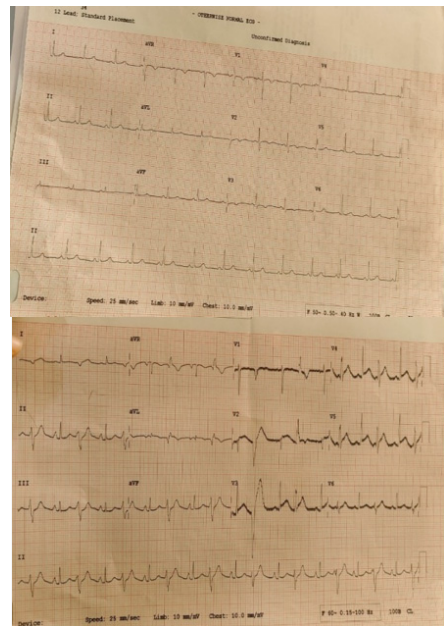 12 Lead: Standard Placement
- OTHERWISE NORMAL ECG -
Unconfirmed Diagnosis
I aVR V1 V4
II aVL V2 V5
III aVF V3 V6
II
Device: Speed: 25 mm/sec Limb: 10 mm/mV Chest: 10.0 mm/mV
I aVR V1 V4
II aVL V2 V5
III aVF V3 V6
II
Device: Speed: 25 mm/sec Limb: 10 mm/mV Chest: 10.0 mm/mV F 60~ 0.15-100 Hz 100B CL